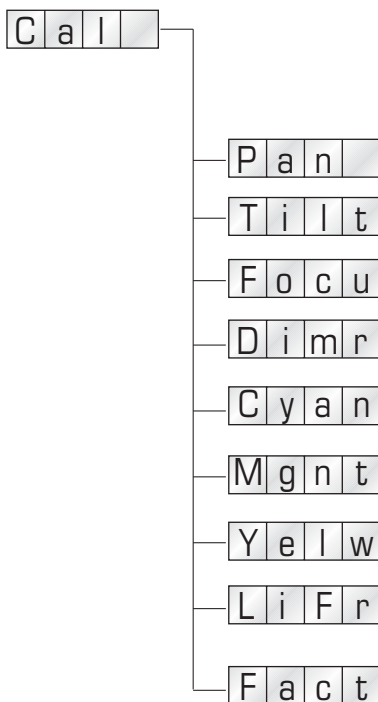 Cal
Pan
Tilt
Focu
Dimr
Cyan
Mgnt
Yelw
LiFr
Fact